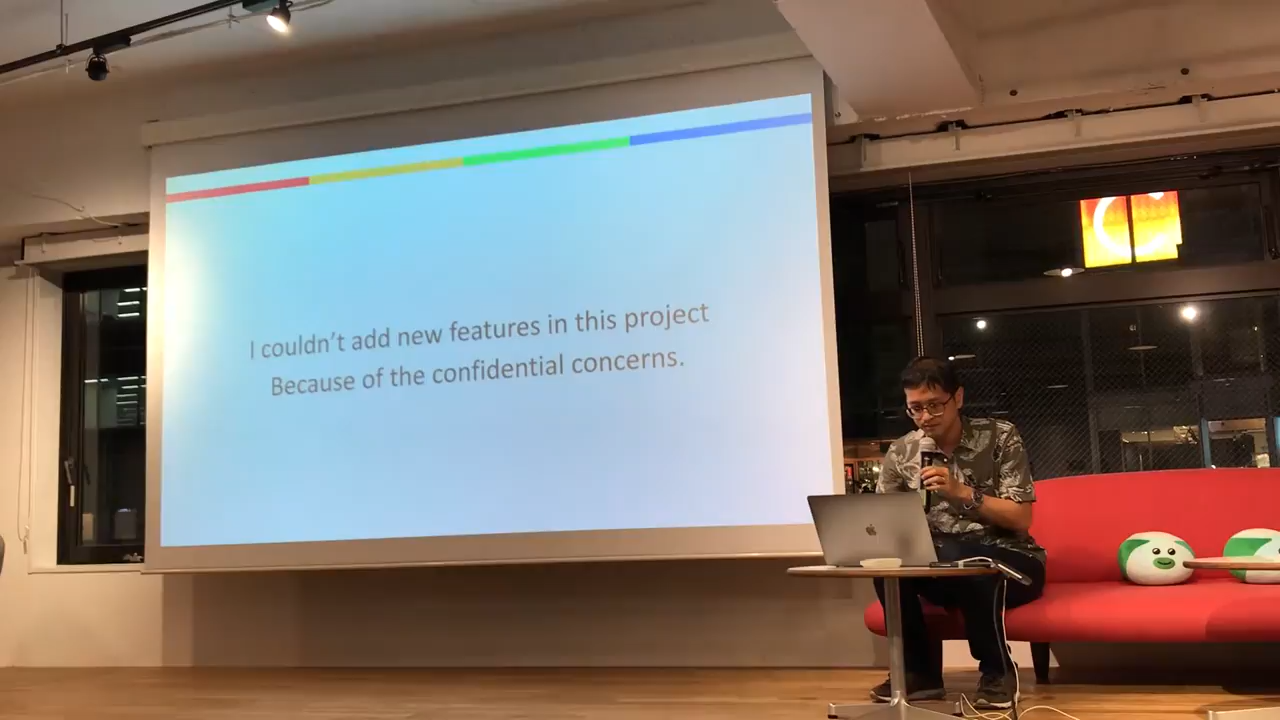 I couldn't add new features in this project
Because of the confidential concerns.